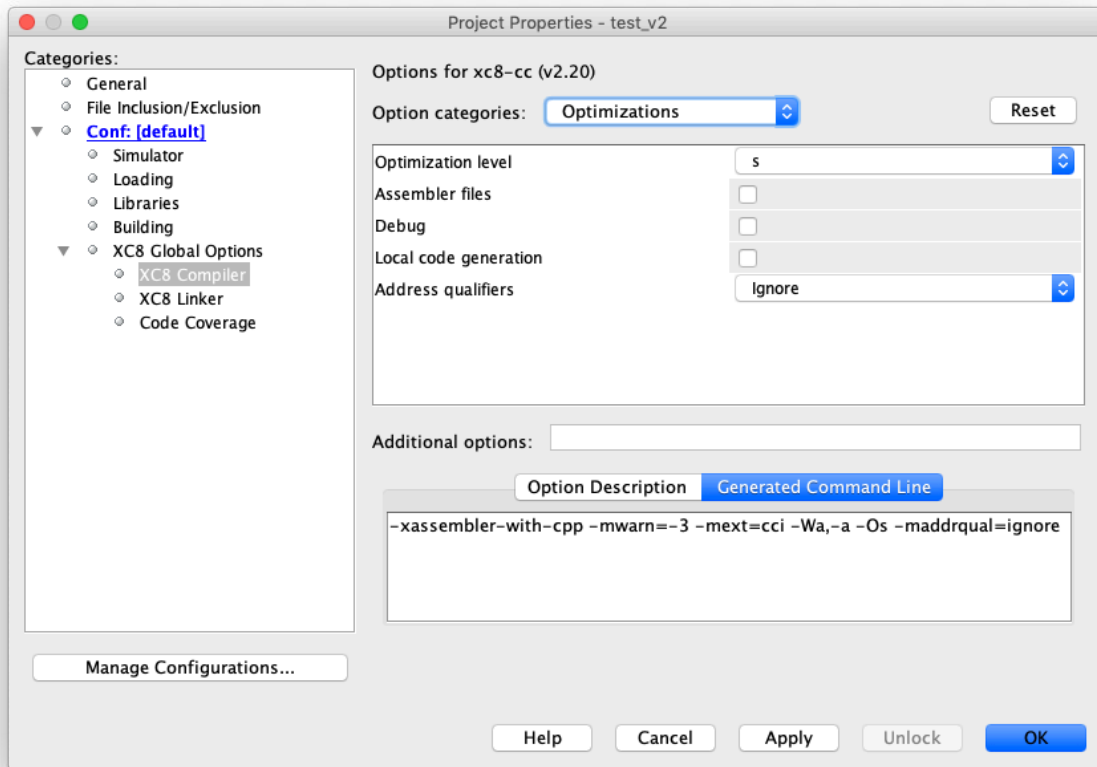 Project Properties - test_v2
Categories:
General
File Inclusion/Exclusion
Conf: [default]
Simulator
Loading
Libraries
Building
XC8 Global Options
XC8 Compiler
XC8 Linker
Code Coverage
Manage Configurations...
Options for xc8-cc (v2.20)
Option categories: Optimizations Reset
Optimization level s
Assembler files
Debug
Local code generation
Address qualifiers Ignore
Additional options:
Option Description Generated Command Line
-xassembler-with-cpp -mwarn=-3 -mext=cci -Wa,-a -Os -maddrqual=ignore
Help Cancel Apply Unlock OK